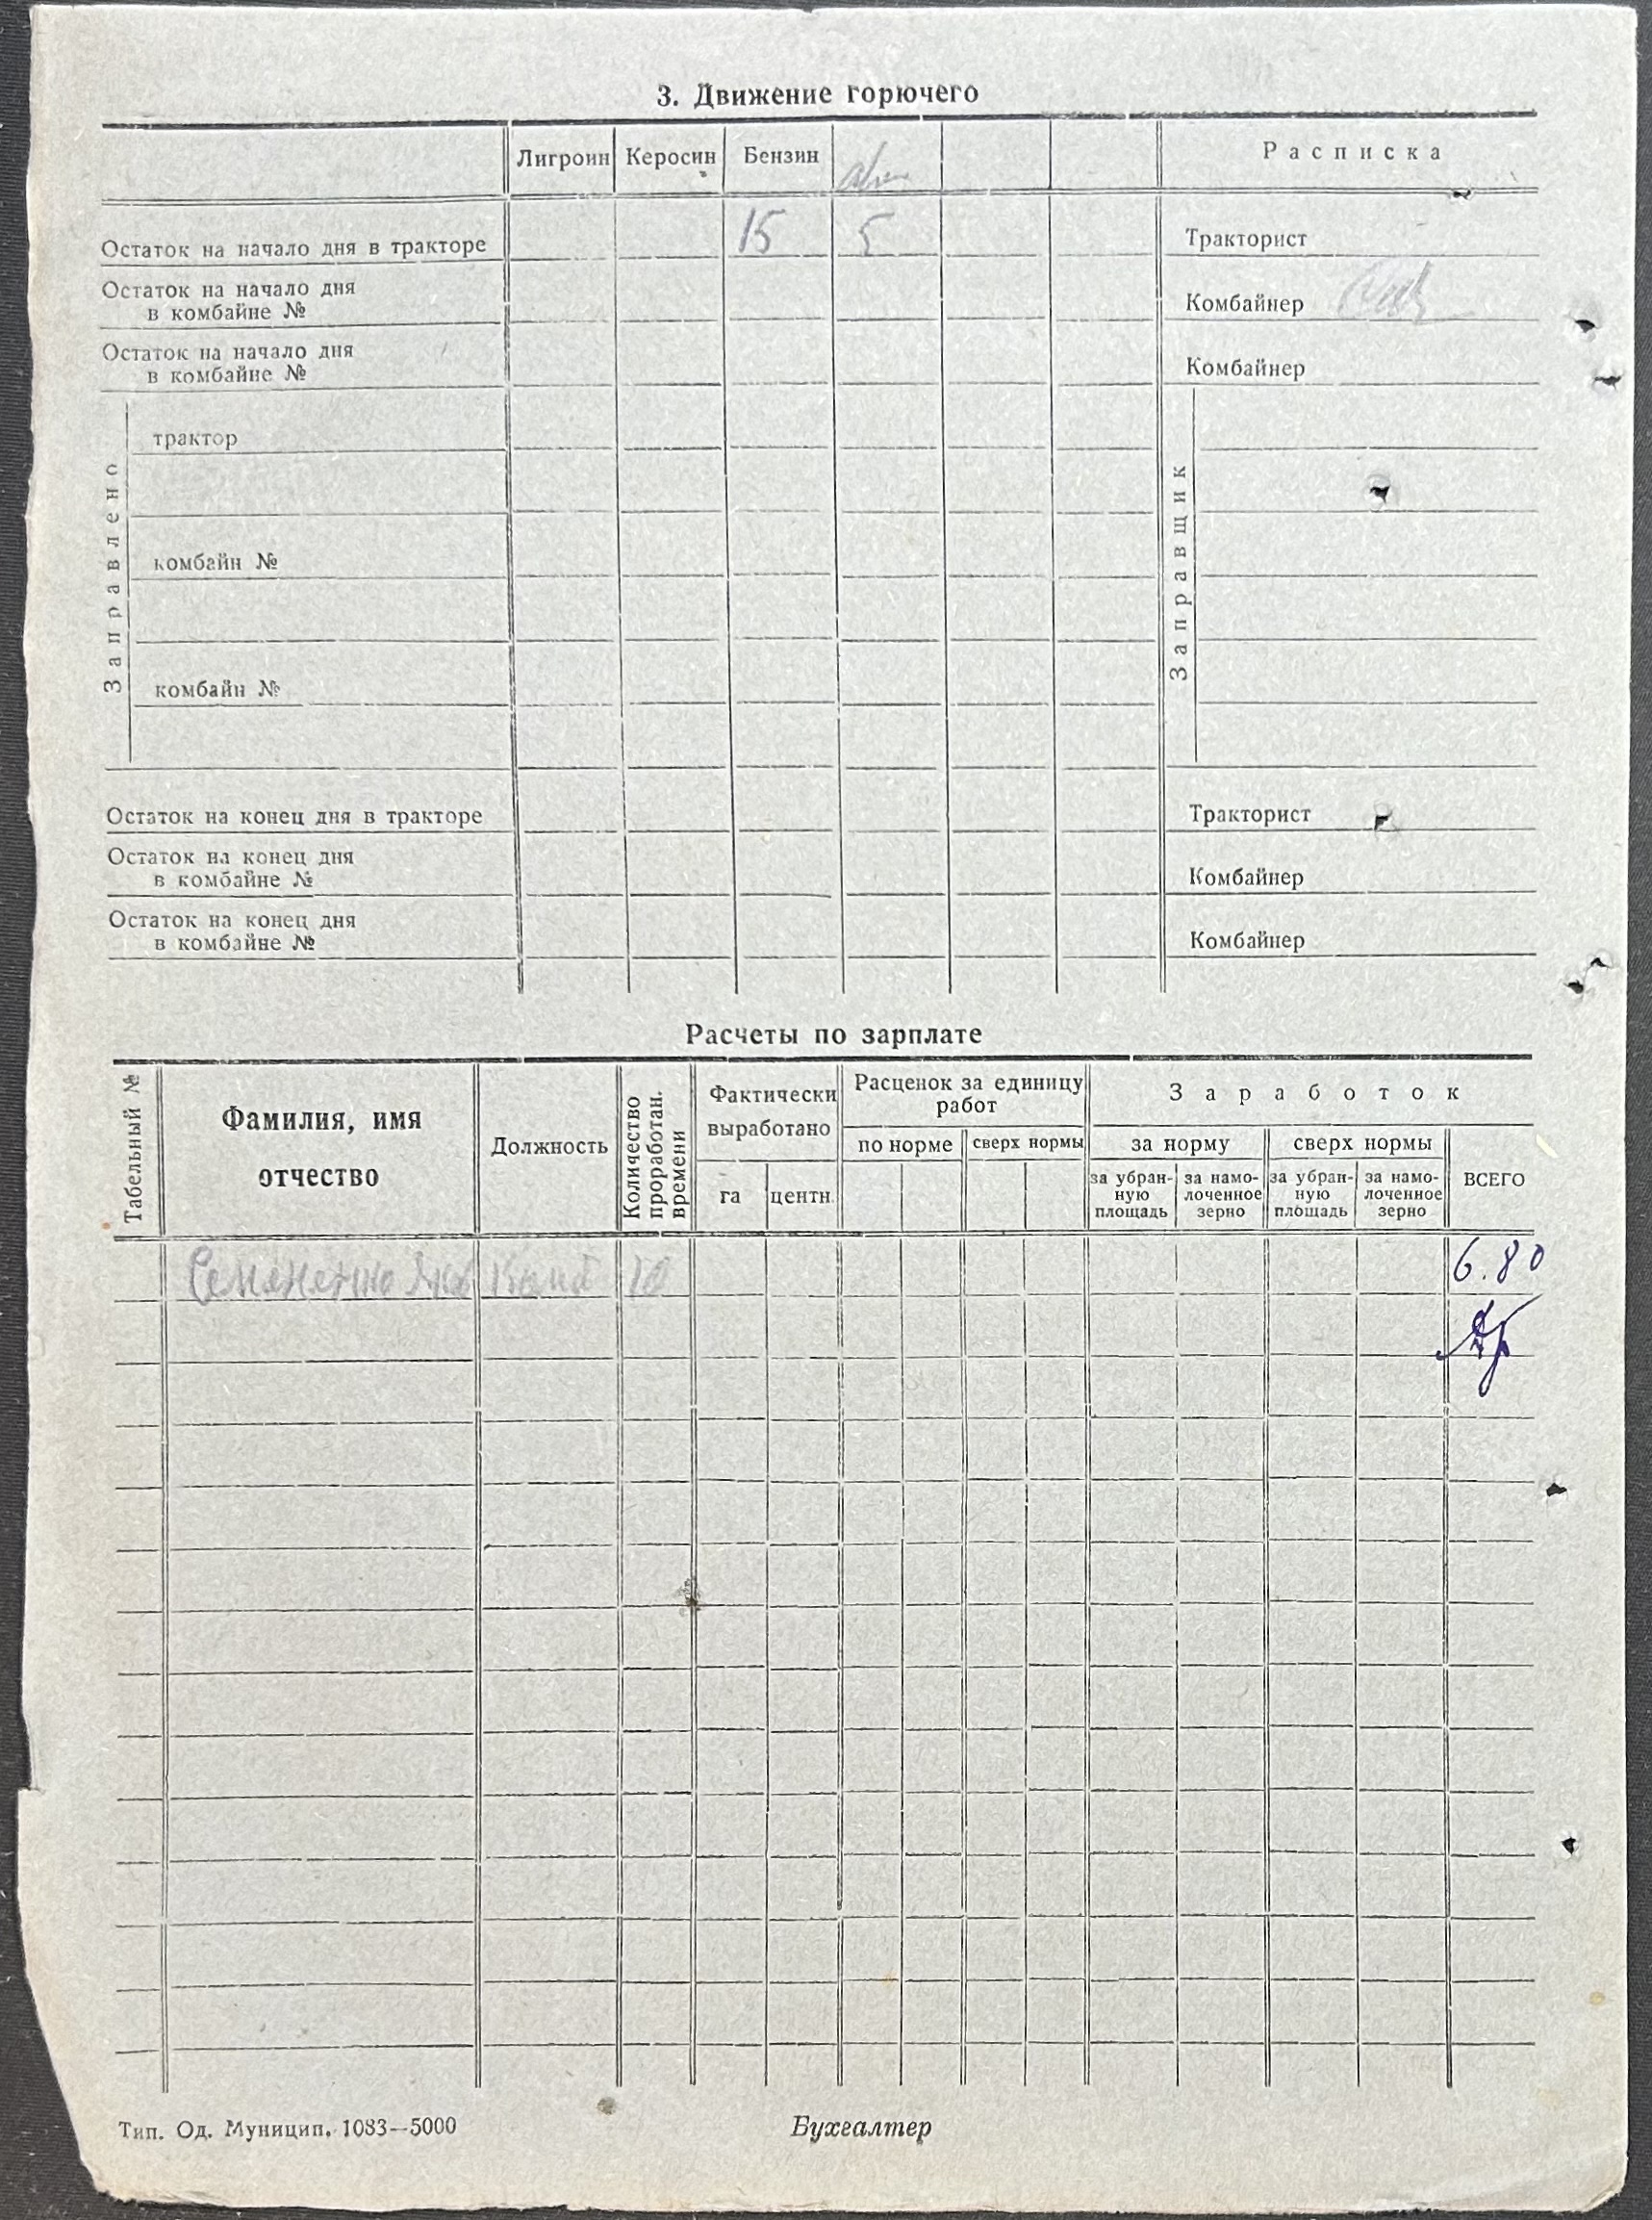 3. Движение горючего
Лигроин Керосин Бензин Расписка
Остаток на начало дня в тракторе 15 5 Тракторист
Остаток на начало дня
в комбайне № Комбайнер
Остаток на начало дня
в комбайне № Комбайнер
Заправлено
трактор
комбайн №
комбайн №
Заправщик
Остаток на конец дня в тракторе Тракторист
Остаток на конец дня
в комбайне № Комбайнер
Остаток на конец дня
в комбайне № Комбайнер
Расчеты по зарплате
Табельный №
Фамилия, имя
отчество
Должность
Количество
проработан.
времени
Фактически
выработано
га центн.
Расценок за единицу
работ
по норме сверх нормы
Заработок
за норму сверх нормы
за убран-
ную
площадь
за намо-
лоченное
зерно
за убран-
ную
площадь
за намо-
лоченное
зерно
ВСЕГО
10 6.80
Тип. Од. Муницип. 1083—5000 Бухгалтер